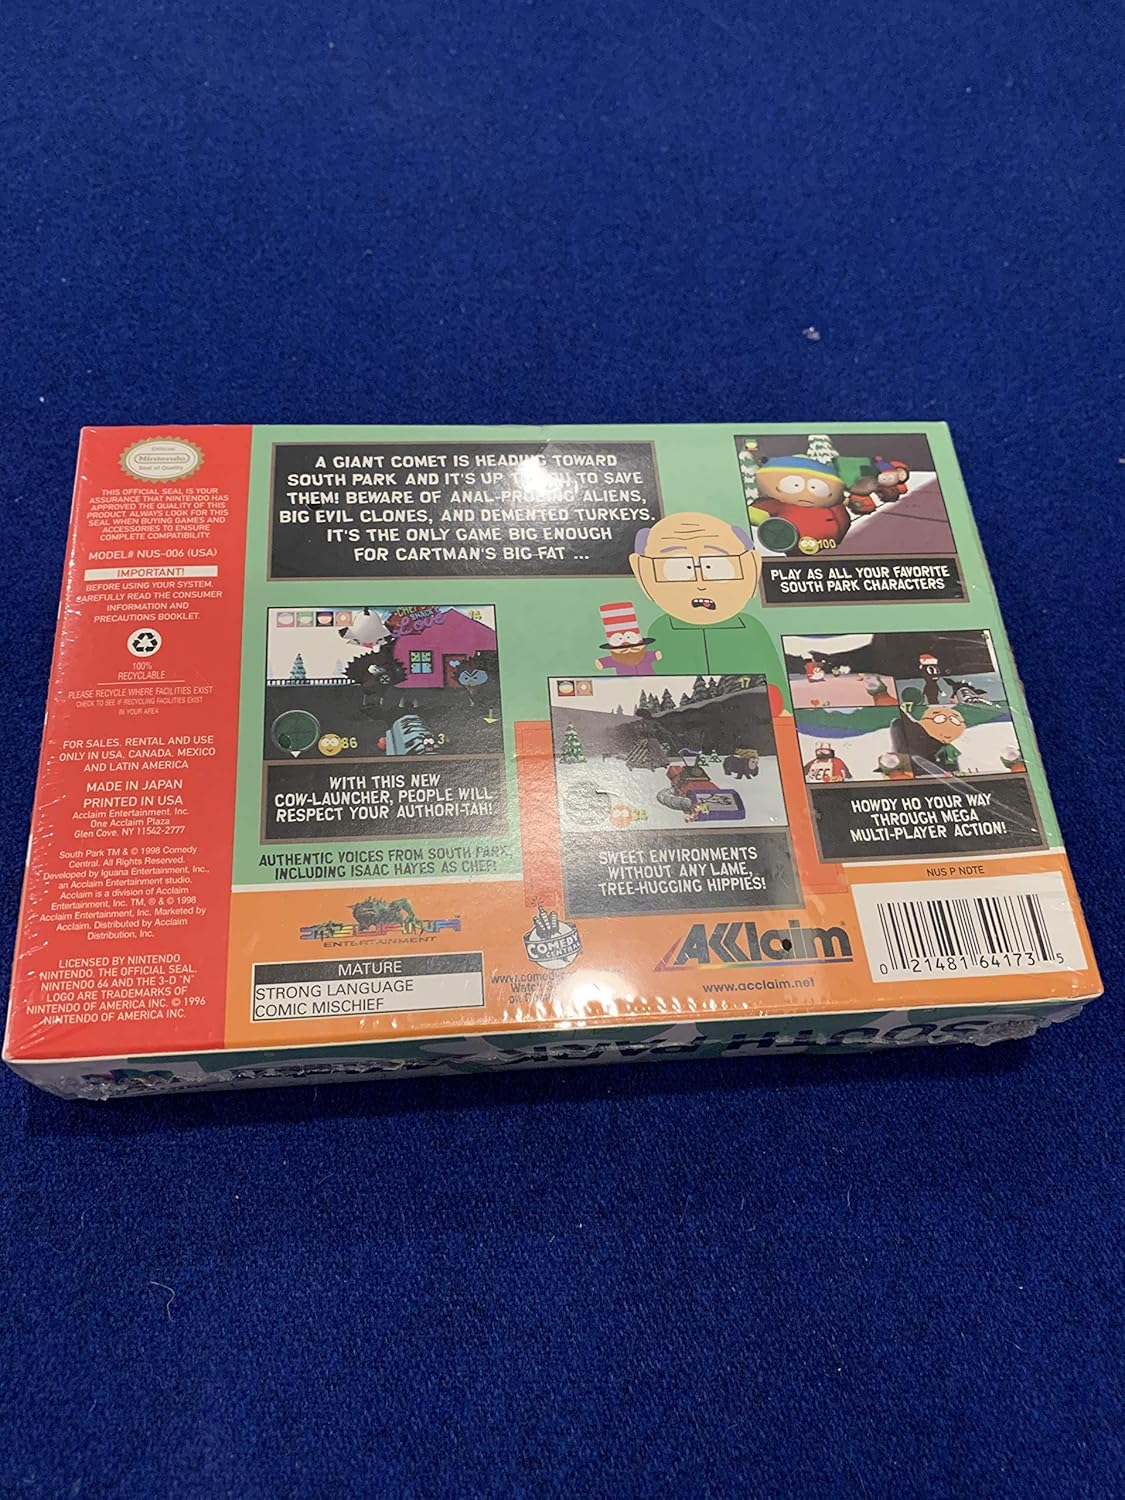 Official
Nintendo
Seal of Quality
THIS OFFICIAL SEAL IS YOUR
ASSURANCE THAT NINTENDO HAS
APPROVED THE QUALITY OF THIS
PRODUCT. ALWAYS LOOK FOR THIS
SEAL WHEN BUYING GAMES AND
ACCESSORIES TO ENSURE
COMPLETE COMPATIBILITY.
MODEL# NUS-006 (USA)
IMPORTANT!
BEFORE USING YOUR SYSTEM,
CAREFULLY READ THE CONSUMER
INFORMATION AND
PRECAUTIONS BOOKLET.
100%
RECYCLABLE
PLEASE RECYCLE WHERE FACILITIES EXIST
CHECK TO SEE IF RECYCLING FACILITIES EXIST
IN YOUR AREA
FOR SALES, RENTAL AND USE
ONLY IN USA, CANADA, MEXICO
AND LATIN AMERICA
MADE IN JAPAN
PRINTED IN USA
Acclaim Entertainment, Inc.
One Acclaim Plaza
Glen Cove, NY 11542-2777
South Park TM & © 1998 Comedy
Central. All Rights Reserved.
Developed by Iguana Entertainment, Inc.,
an Acclaim Entertainment studio.
Acclaim is a division of Acclaim
Entertainment, Inc. TM, ® & © 1998
Acclaim Entertainment, Inc. Marketed by
Acclaim. Distributed by Acclaim
Distribution, Inc.
LICENSED BY NINTENDO
NINTENDO, THE OFFICIAL SEAL,
NINTENDO 64 AND THE 3-D "N"
LOGO ARE TRADEMARKS OF
NINTENDO OF AMERICA INC. © 1996
NINTENDO OF AMERICA INC.
A GIANT COMET IS HEADING TOWARD
SOUTH PARK AND IT'S UP TO SAVE
THEM! BEWARE OF ANAL-PROBING ALIENS,
BIG EVIL CLONES, AND DEMENTED TURKEYS.
IT'S THE ONLY GAME BIG ENOUGH
FOR CARTMAN'S BIG FAT ...
100
PLAY AS ALL YOUR FAVORITE
SOUTH PARK CHARACTERS
Love
14
86
3
WITH THIS NEW
COW-LAUNCHER, PEOPLE WILL
RESPECT YOUR AUTHORI-TAH!
AUTHENTIC VOICES FROM SOUTH PARK
INCLUDING ISAAC HAYES AS CHEF!
17
SWEET ENVIRONMENTS
WITHOUT ANY LAME,
TREE-HUGGING HIPPIES!
HOWDY HO YOUR WAY
THROUGH MEGA
MULTI-PLAYER ACTION!
NUS P NDTE
ENTERTAINMENT
MATURE
STRONG LANGUAGE
COMIC MISCHIEF
COMEDY
CENTRAL
AKKlaim
www.acclaim.net
0 21481 64173 5
SOUTH PARK